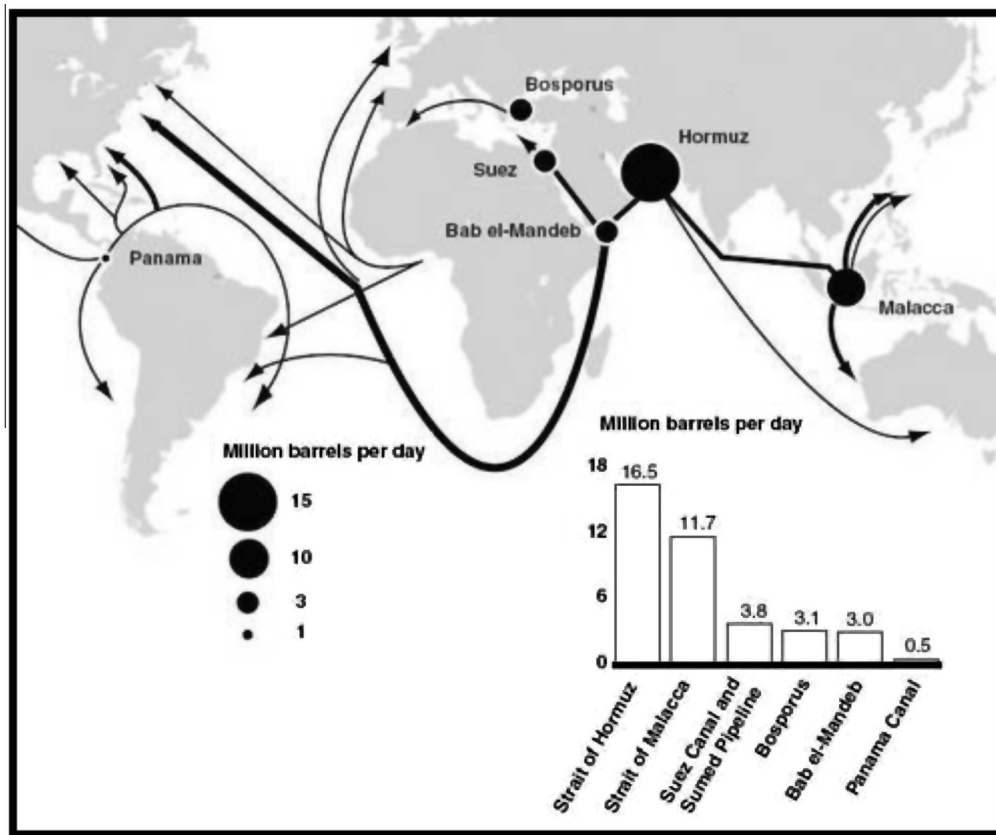 Bosporus
Hormuz
Suez
Bab el-Mandeb
Panama
Malacca
Million barrels per day
15
10
3
1
Million barrels per day
18
12
6
0
16.5
11.7
3.8
3.1
3.0
0.5
Strait of Hormuz
Strait of Malacca
Suez Canal and
Sumed Pipeline
Bosporus
Bab el-Mandeb
Panama Canal